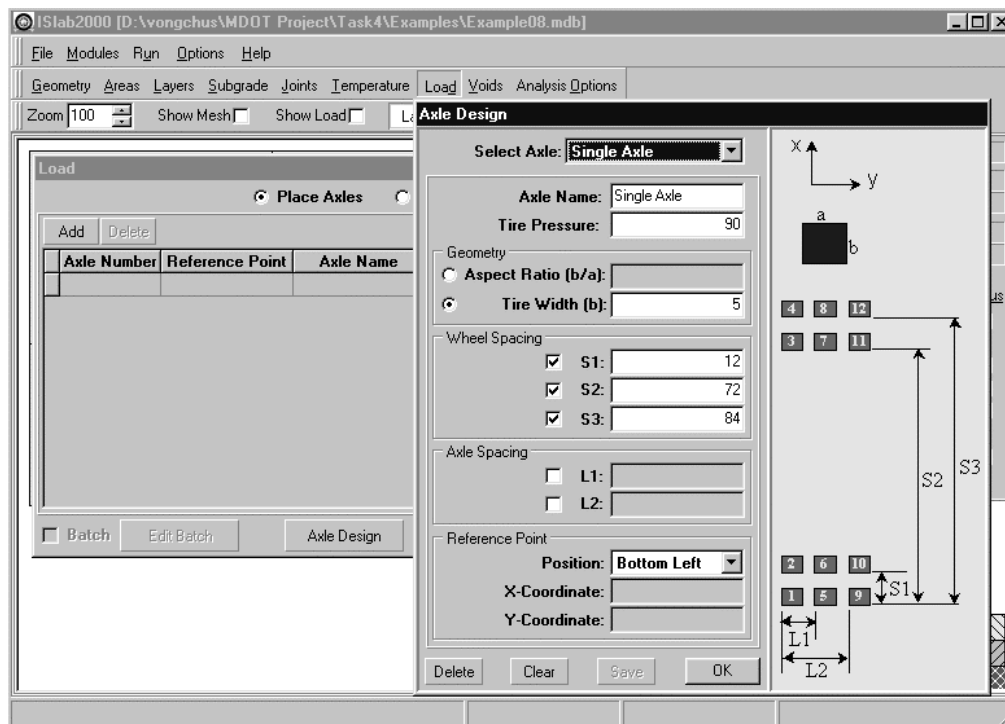 ISlab2000 [D:\vongchus\MDOT Project\Task4\Examples\Example08.mdb]
File Modules Run Options Help
Geometry Areas Layers Subgrade Joints Temperature Load Voids Analysis Options
Zoom 100 Show Mesh Show Load La
Load
Place Axles
Add Delete
Axle Number Reference Point Axle Name
Batch Edit Batch Axle Design
Axle Design
Select Axle: Single Axle
Axle Name: Single Axle
Tire Pressure: 90
Geometry
Aspect Ratio (b/a):
Tire Width (b): 5
Wheel Spacing
S1: 12
S2: 72
S3: 84
Axle Spacing
L1:
L2:
Reference Point
Position: Bottom Left
X-Coordinate:
Y-Coordinate:
Delete Clear Save OK
x
y
a
b
4 8 12
3 7 11
S3
S2
2 6 10
S1
1 5 9
L1
L2
us